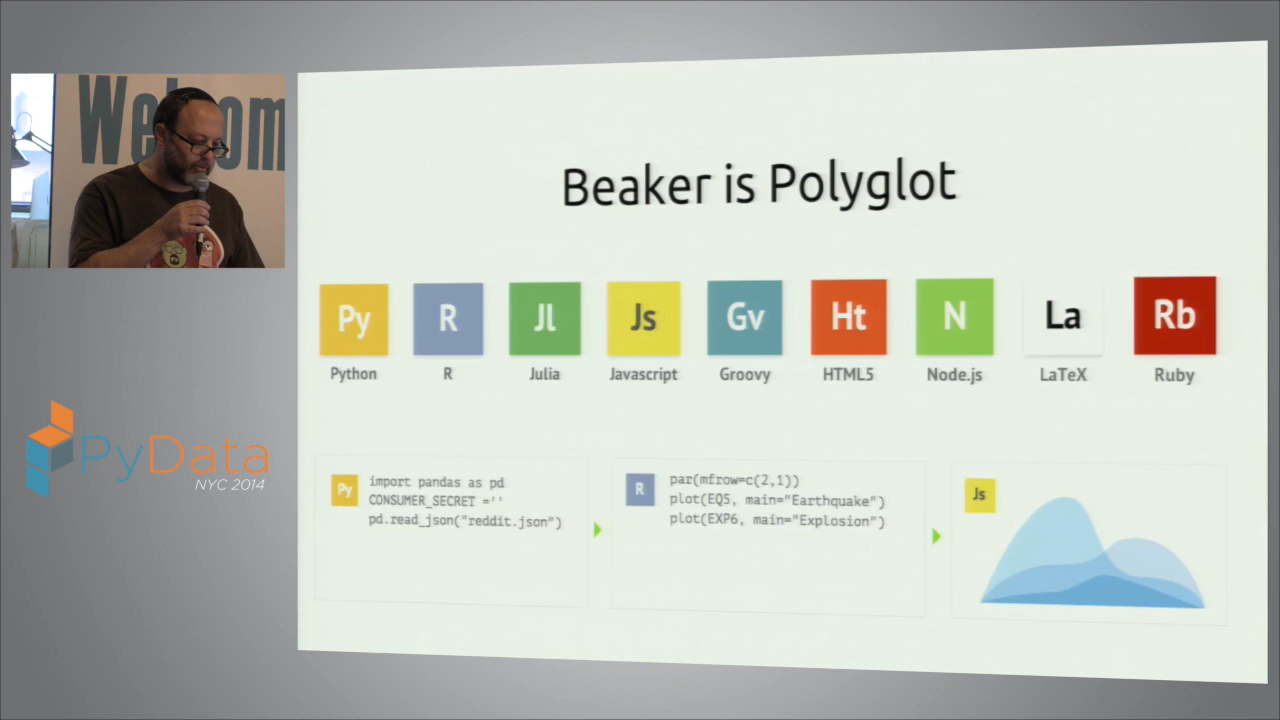 Welcom
Beaker is Polyglot
Py R Jl Js Gv Ht N La Rb
Python R Julia Javascript Groovy HTML5 Node.js LaTeX Ruby
Py
import pandas as pd
CONSUMER_SECRET =''
pd.read_json("reddit.json")
R
par(mfrow=c(2,1))
plot(EQ5, main="Earthquake")
plot(EXP6, main="Explosion")
Js
PyData
NYC 2014